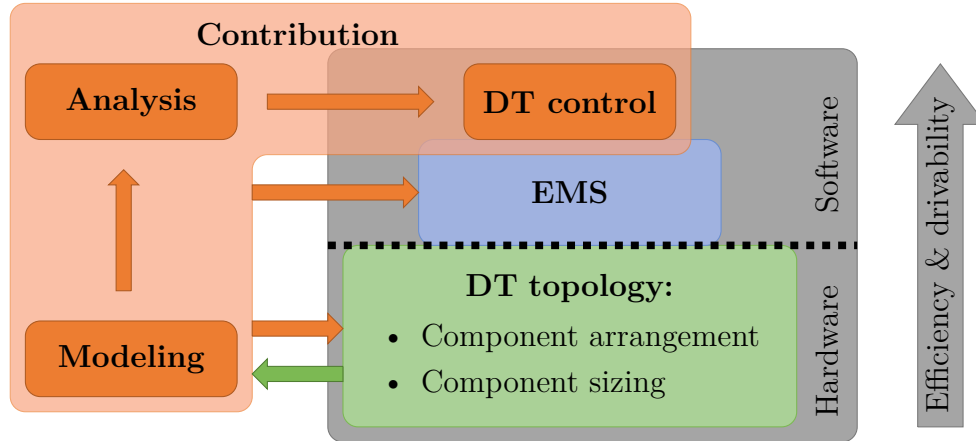 Contribution
Analysis
DT control
EMS
Software
DT topology:
• Component arrangement
• Component sizing
Modeling
Hardware
Efficiency & drivability